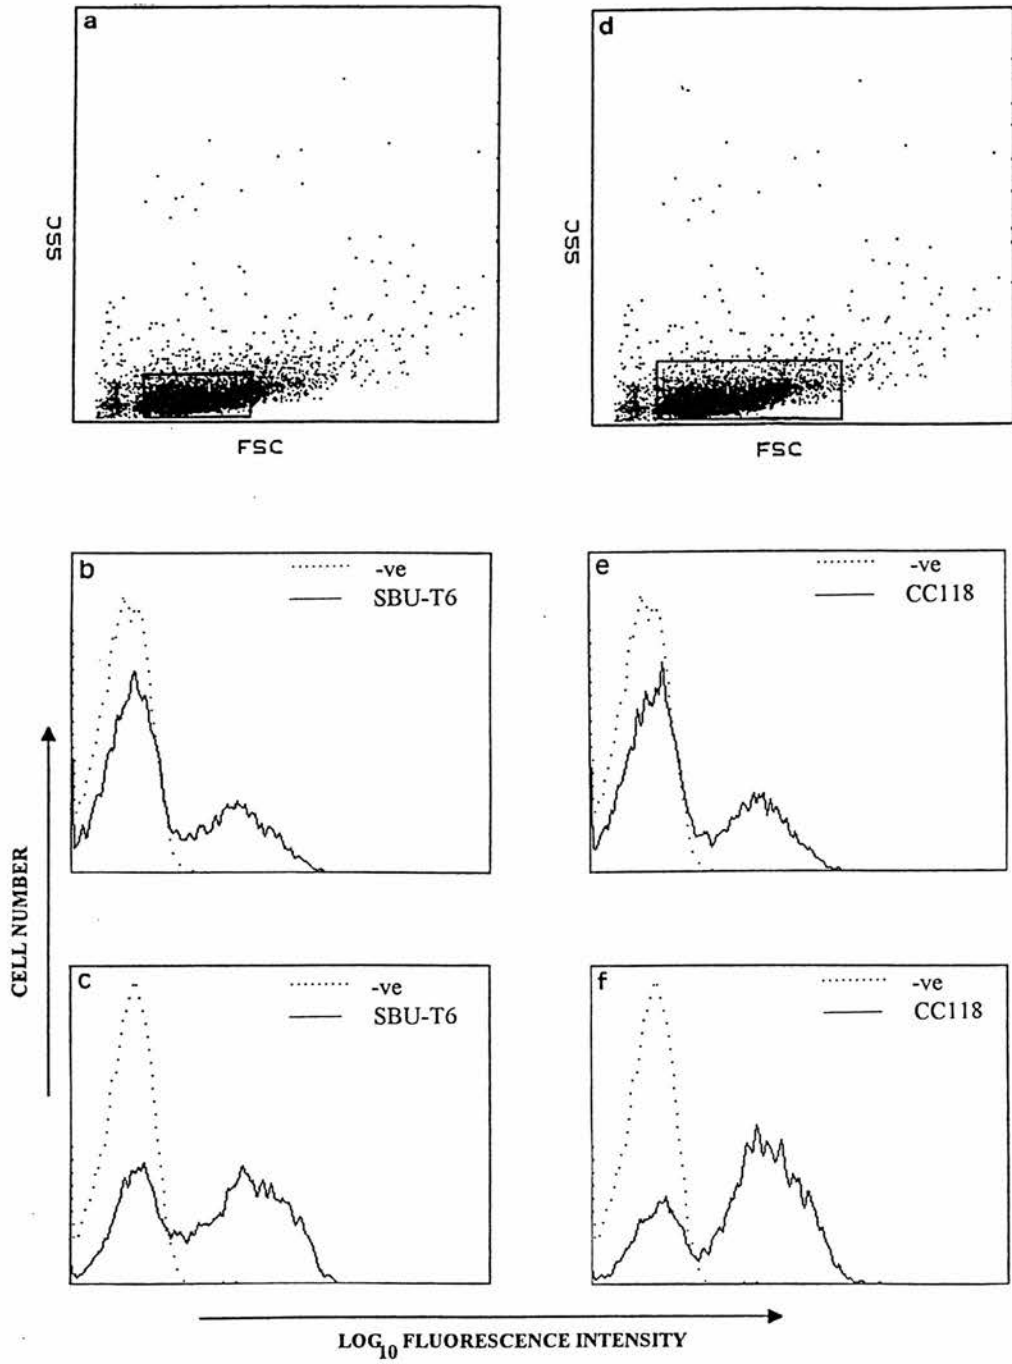 a
SSC
FSC
d
SSC
FSC
b
-ve
SBU-T6
e
-ve
CC118
c
-ve
SBU-T6
f
-ve
CC118
CELL NUMBER
LOG10 FLUORESCENCE INTENSITY